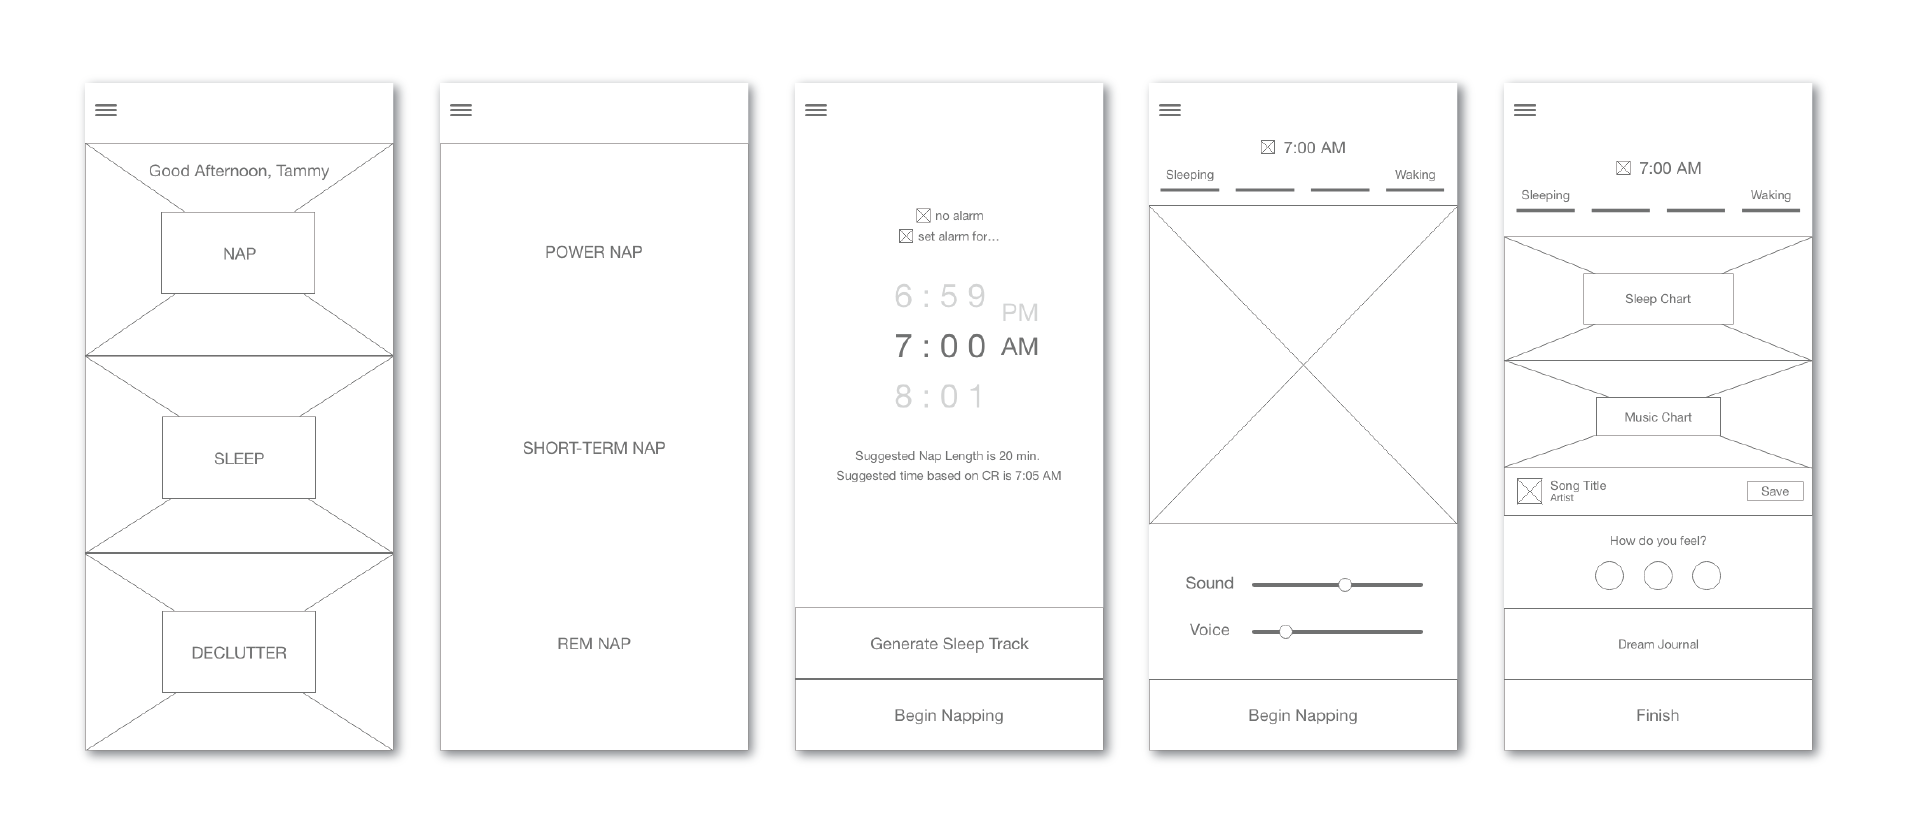 Good Afternoon, Tammy
NAP
SLEEP
DECLUTTER
POWER NAP
SHORT-TERM NAP
REM NAP
no alarm
set alarm for...
6 : 5 9
PM
7 : 0 0 AM
8 : 0 1
Suggested Nap Length is 20 min.
Suggested time based on CR is 7:05 AM
Generate Sleep Track
Begin Napping
7:00 AM
Sleeping Waking
Sound
Voice
Begin Napping
7:00 AM
Sleeping Waking
Sleep Chart
Music Chart
Song Title
Artist
Save
How do you feel?
Dream Journal
Finish